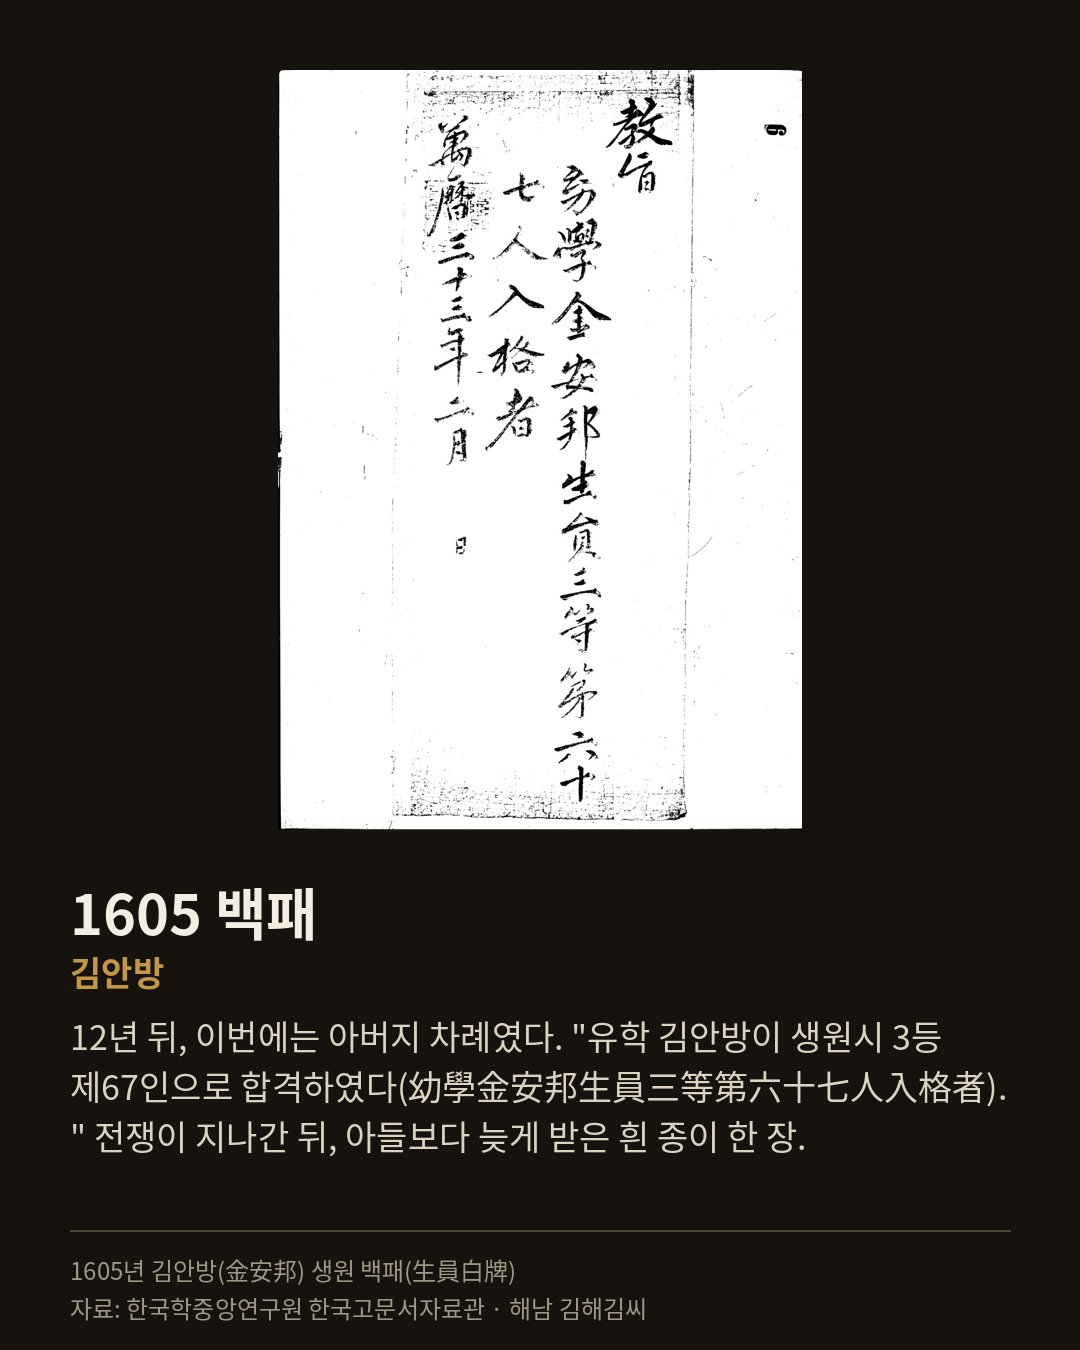 教旨
幼學金安邦生員三等第六十
七人入格者
萬曆三十三年二月
日
9
1605 백패
김안방
12년 뒤, 이번에는 아버지 차례였다. "유학 김안방이 생원시 3등
제67인으로 합격하였다(幼學金安邦生員三等第六十七人入格者).
" 전쟁이 지나간 뒤, 아들보다 늦게 받은 흰 종이 한 장.
1605년 김안방(金安邦) 생원 백패(生員白牌)
자료: 한국학중앙연구원 한국고문서자료관 · 해남 김해김씨